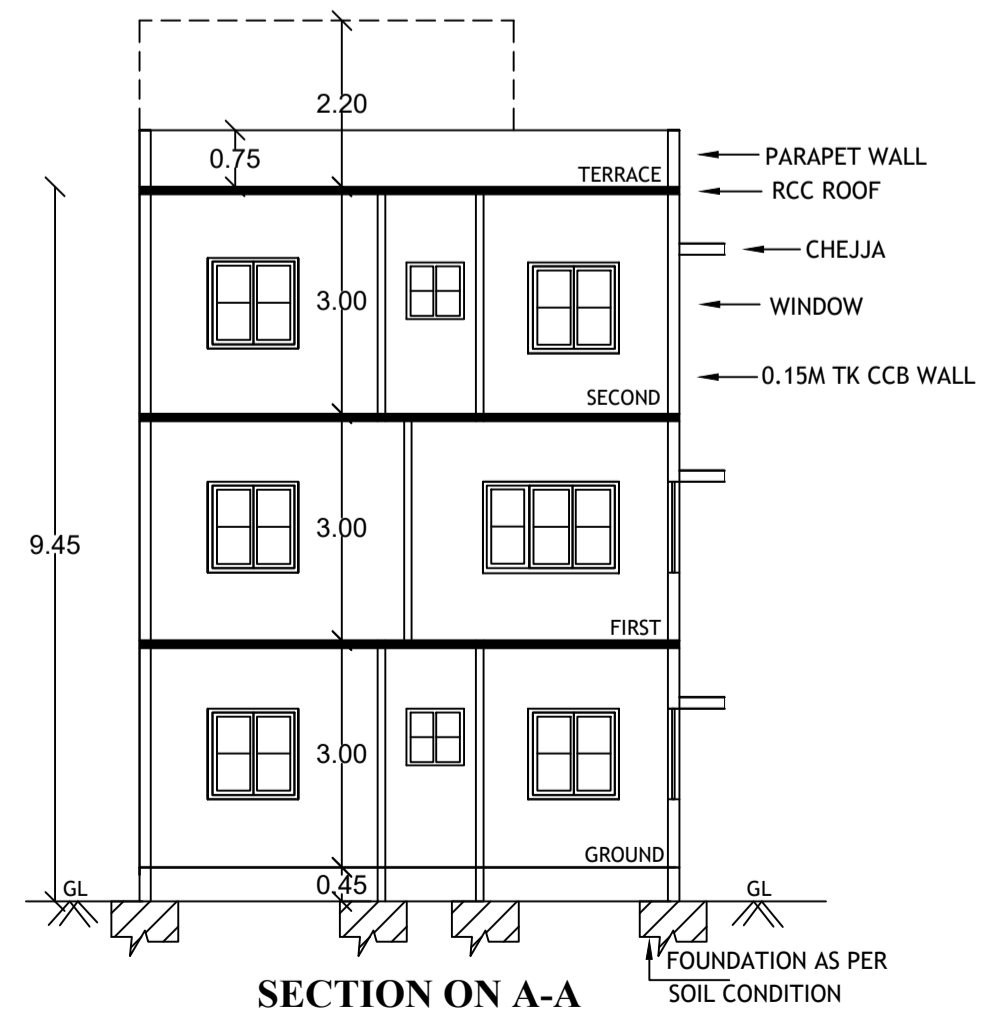 2.20
0.75
TERRACE
PARAPET WALL
RCC ROOF
CHEJJA
3.00
WINDOW
0.15M TK CCB WALL
SECOND
9.45
3.00
FIRST
3.00
GROUND
0.45
GL
GL
FOUNDATION AS PER
SOIL CONDITION
SECTION ON A-A